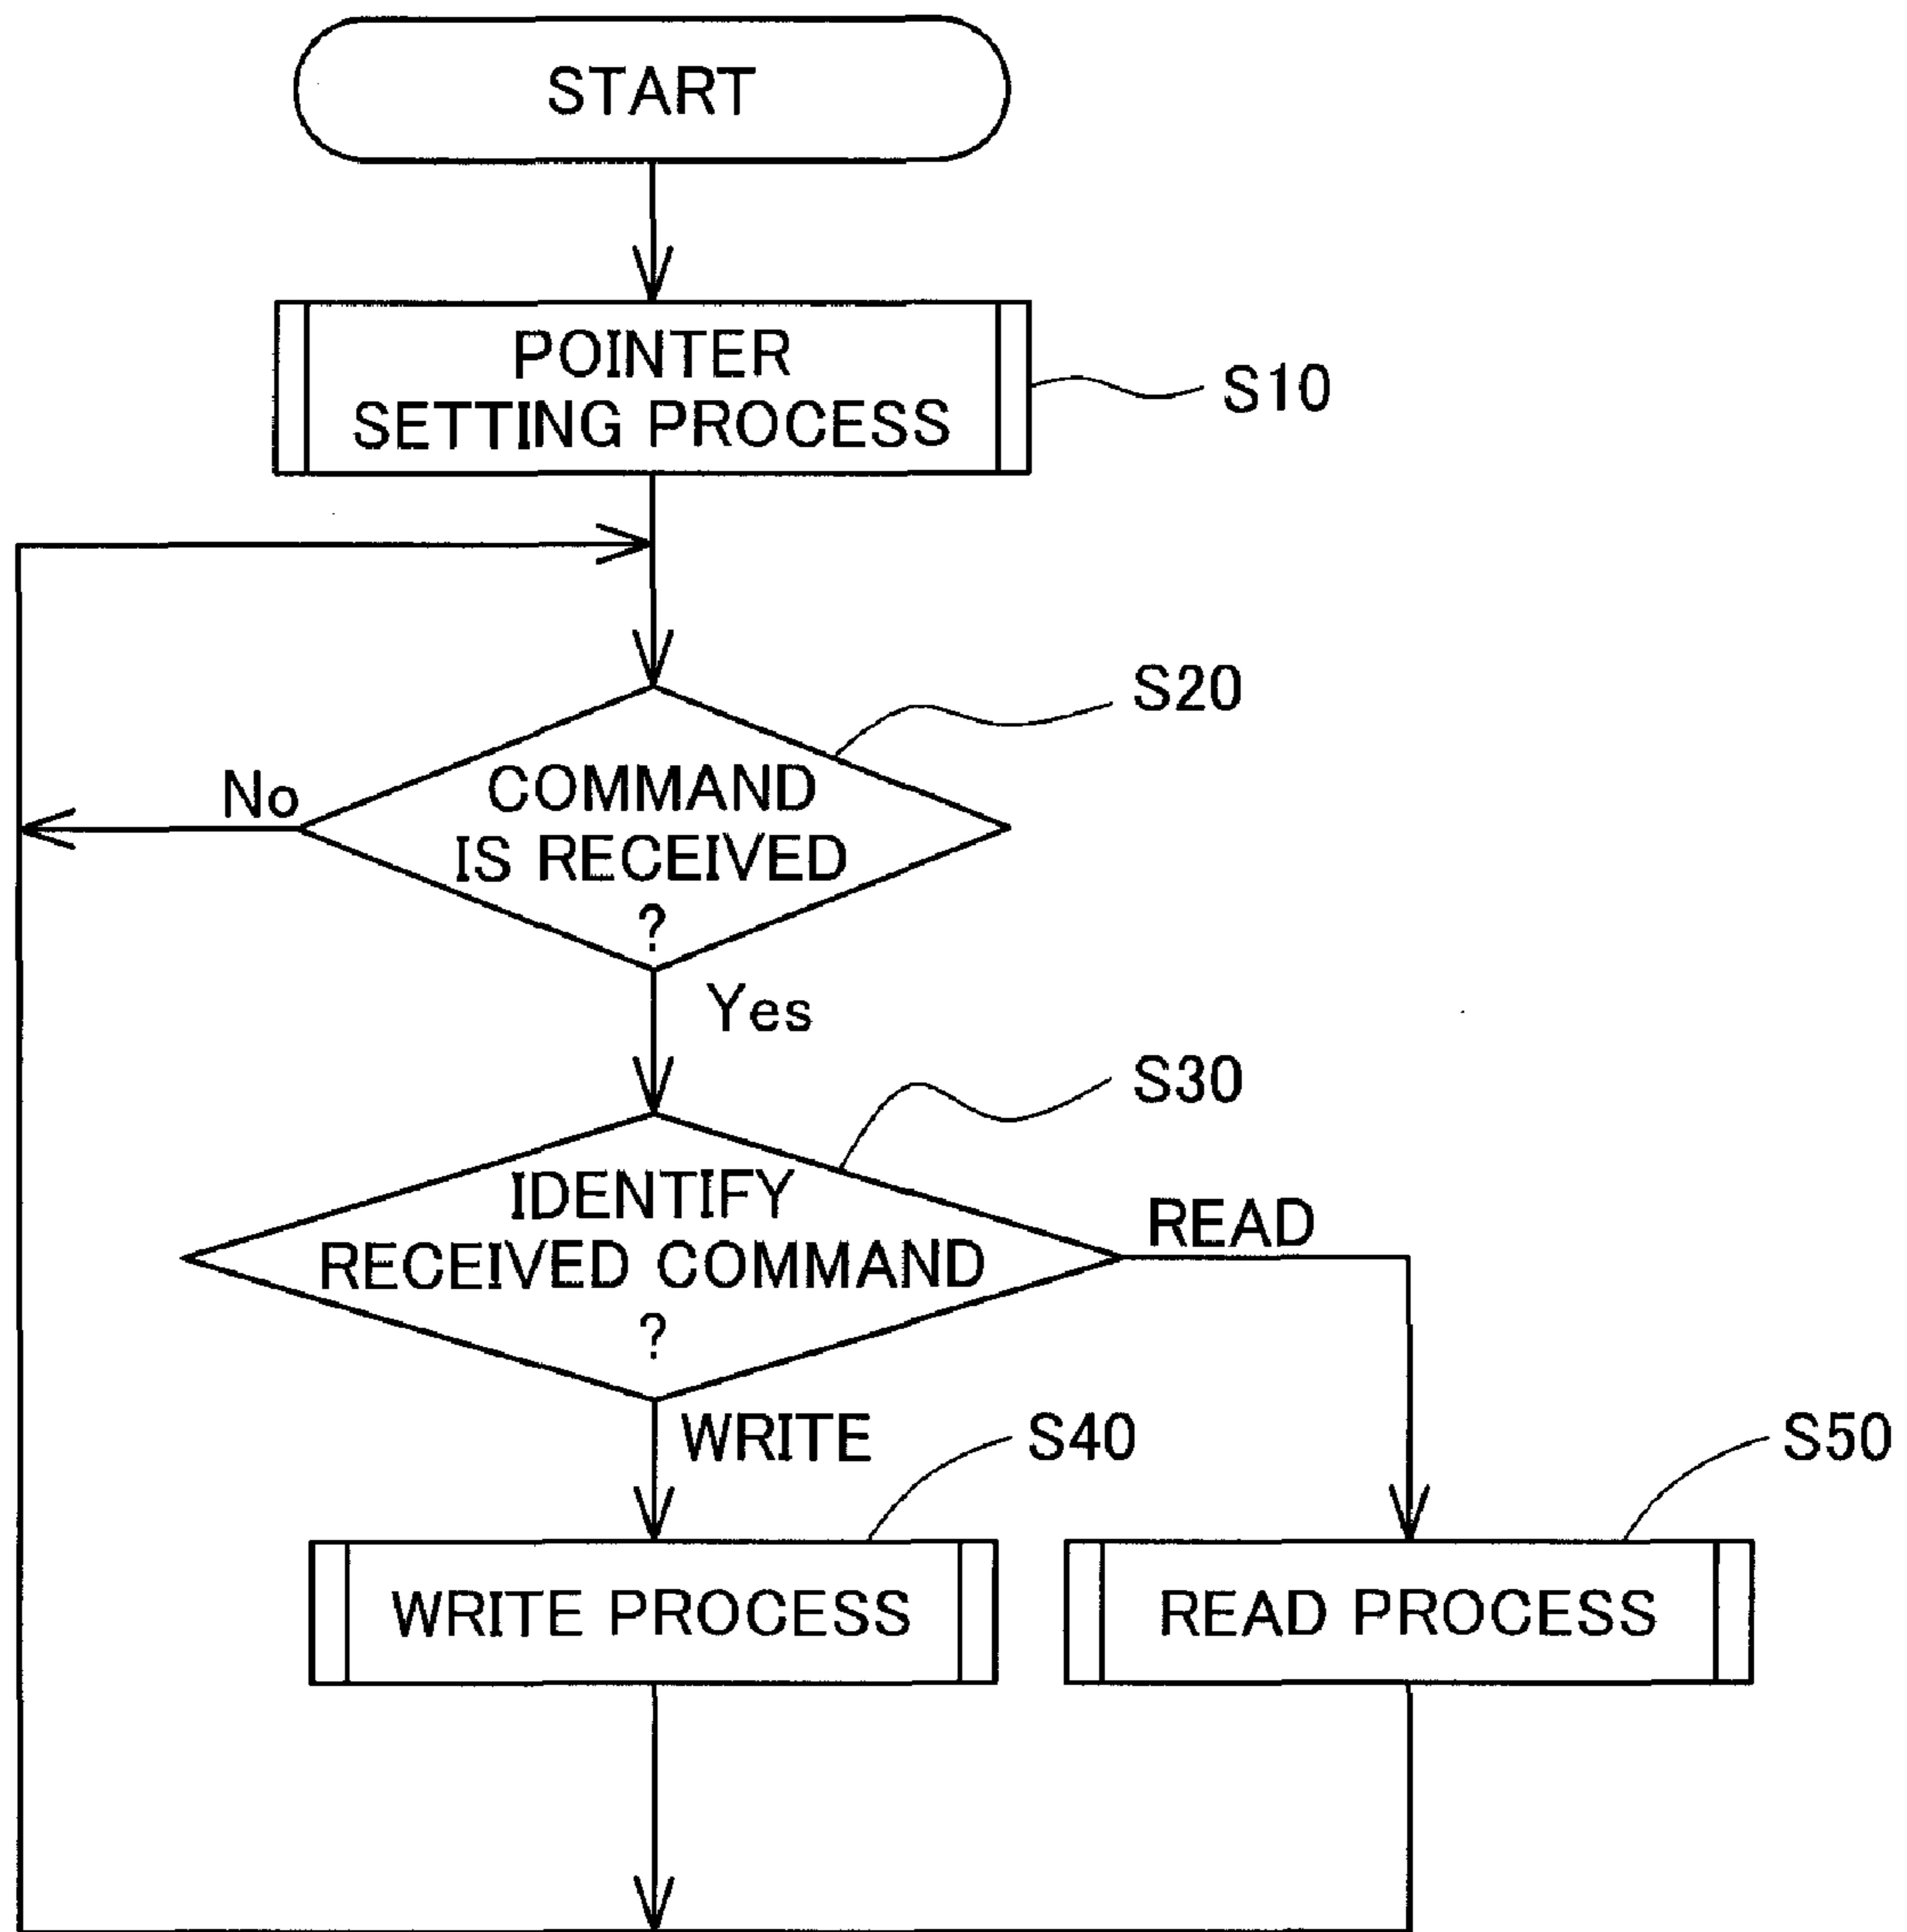 START
POINTER
SETTING PROCESS
S10
S20
COMMAND
IS RECEIVED
?
No
Yes
S30
IDENTIFY
RECEIVED COMMAND
?
READ
WRITE
S40
S50
WRITE PROCESS
READ PROCESS